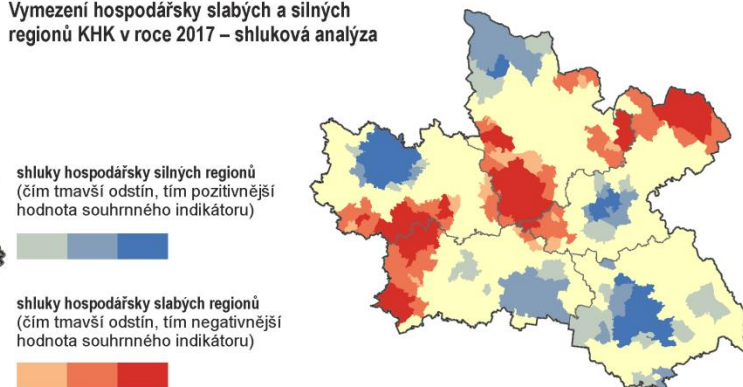 Vymezení hospodářsky slabých a silných
regionů KHK v roce 2017 – shluková analýza
shluky hospodářsky silných regionů
(čím tmavší odstín, tím pozitivnější
hodnota souhrnného indikátoru)
shluky hospodářsky slabých regionů
(čím tmavší odstín, tím negativnější
hodnota souhrnného indikátoru)